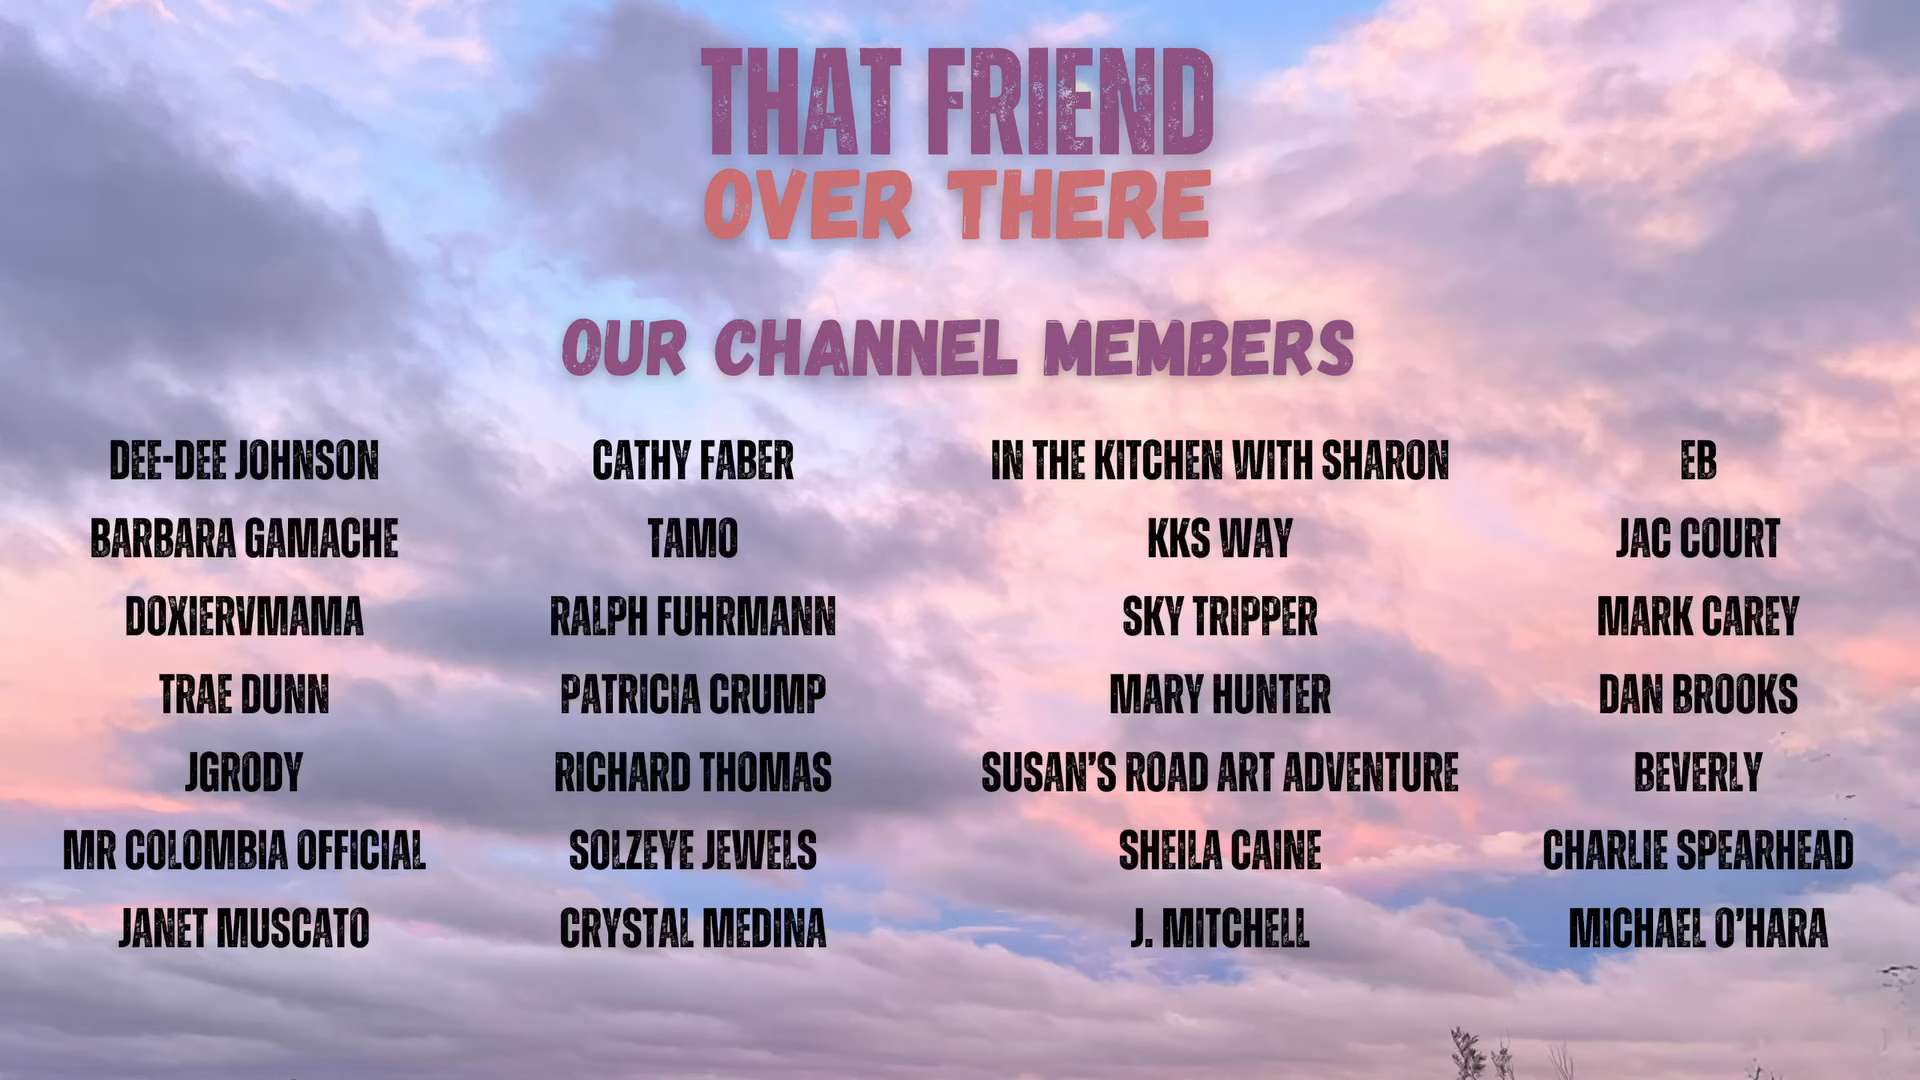 THAT FRIEND
OVER THERE
OUR CHANNEL MEMBERS
DEE-DEE JOHNSON
BARBARA GAMACHE
DOXIERVMAMA
TRAE DUNN
JGRODY
MR COLOMBIA OFFICIAL
JANET MUSCATO
CATHY FABER
TAMO
RALPH FUHRMANN
PATRICIA CRUMP
RICHARD THOMAS
SOLZEYE JEWELS
CRYSTAL MEDINA
IN THE KITCHEN WITH SHARON
KKS WAY
SKY TRIPPER
MARY HUNTER
SUSAN’S ROAD ART ADVENTURE
SHEILA CAINE
J. MITCHELL
EB
JAC COURT
MARK CAREY
DAN BROOKS
BEVERLY
CHARLIE SPEARHEAD
MICHAEL O’HARA